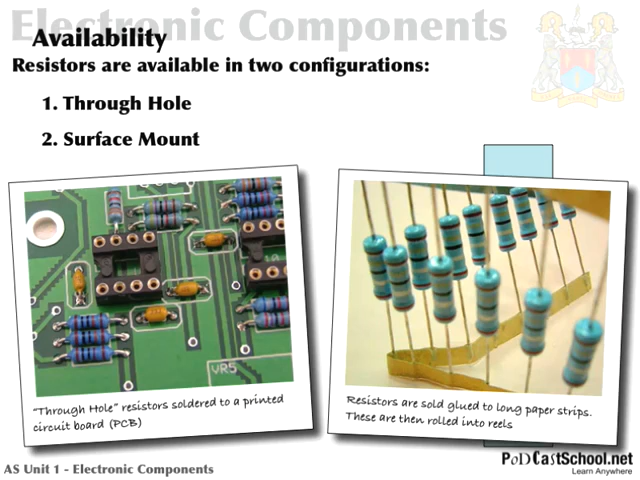 Electronic Components
Availability
Resistors are available in two configurations:
1. Through Hole
2. Surface Mount
VR5
"Through Hole" resistors soldered to a printed
circuit board (PCB)
Resistors are sold glued to long paper strips.
These are then rolled into reels
AS Unit 1 - Electronic Components
PoDCastSchool.net
Learn Anywhere